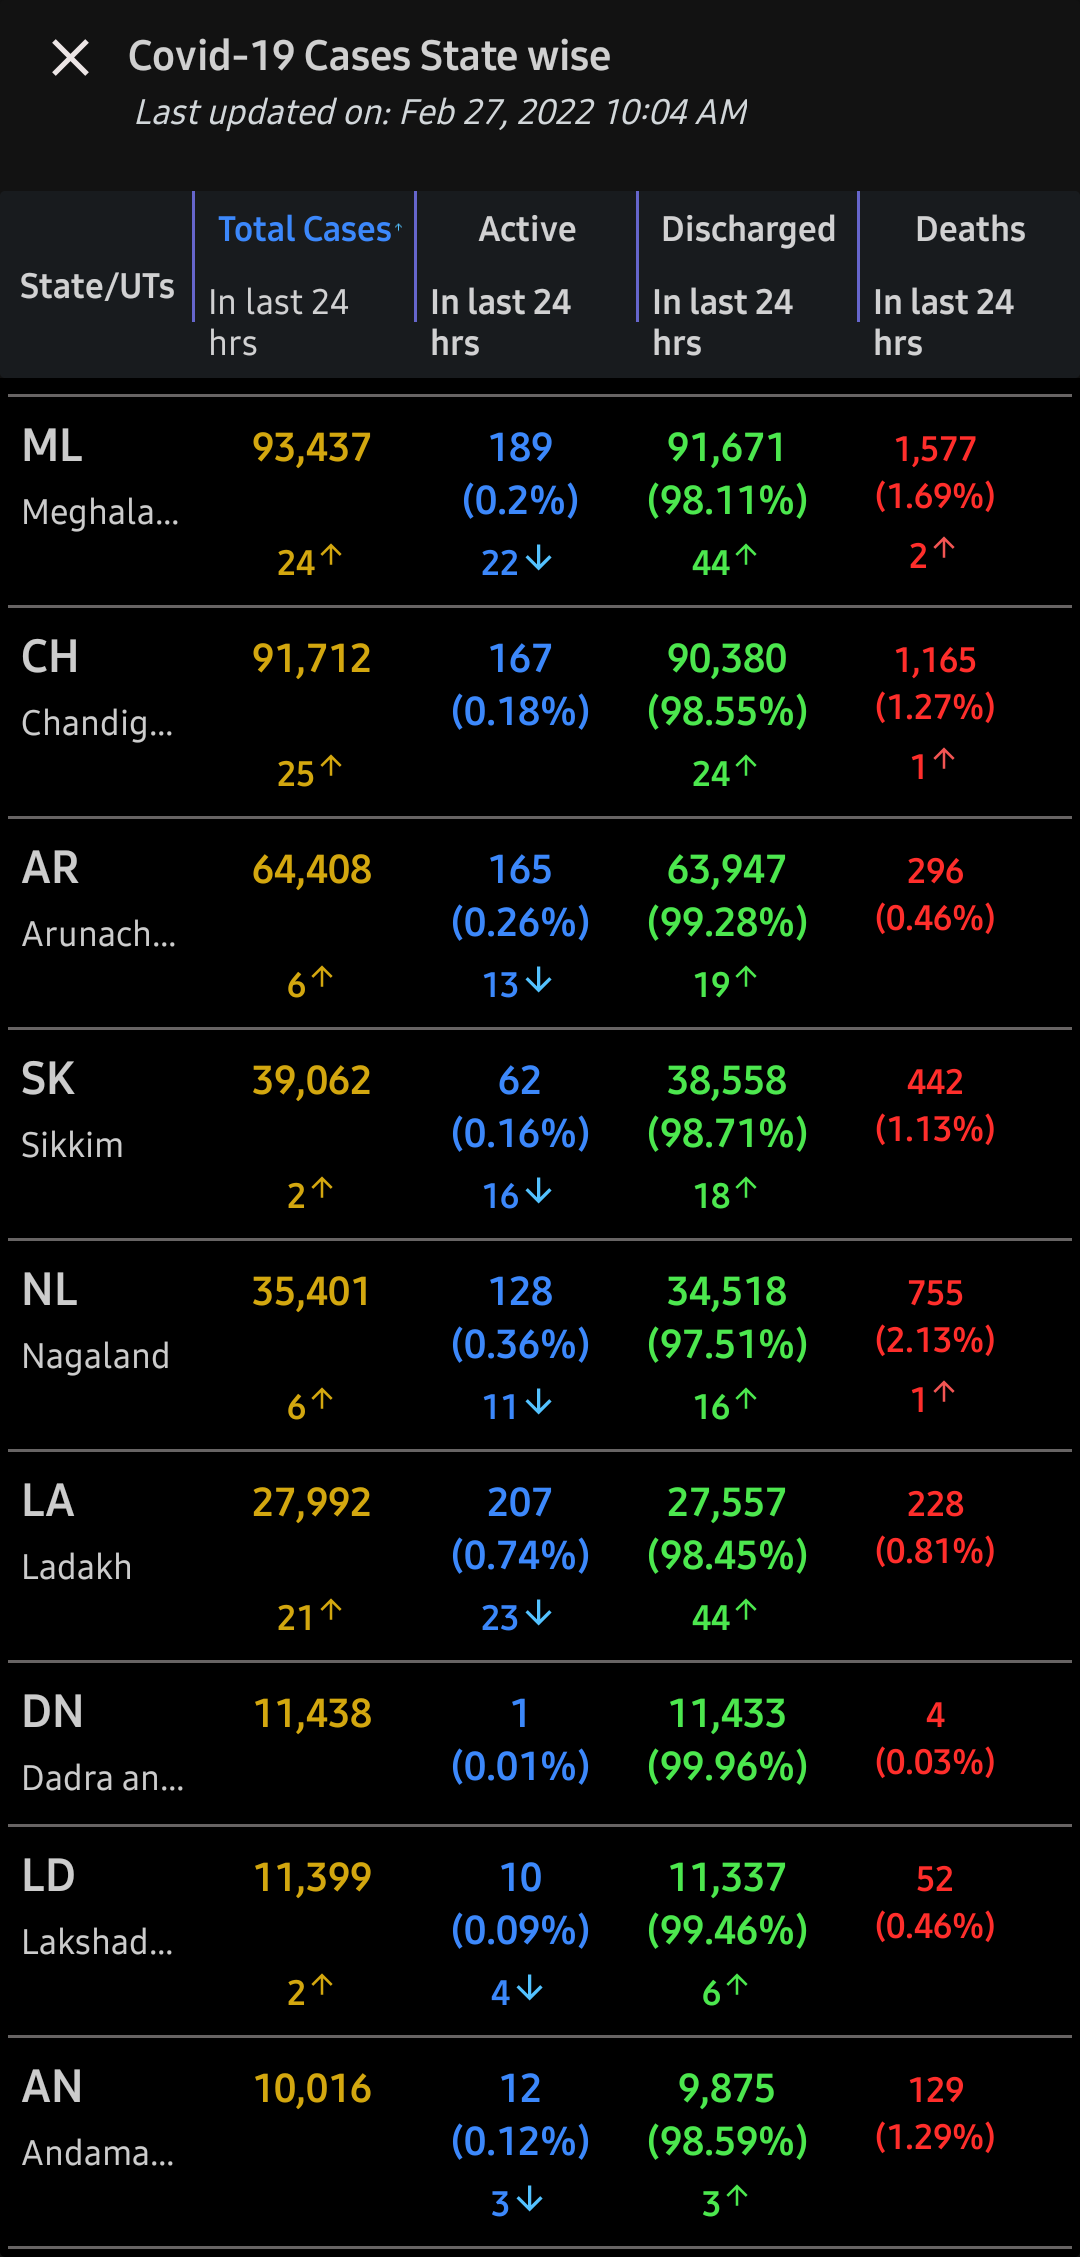 Covid-19 Cases State wise
Last updated on: Feb 27, 2022 10:04 AM
State/UTs
Total Cases↑ Active Discharged Deaths
In last 24 hrs In last 24 hrs In last 24 hrs In last 24 hrs
ML 93,437 189 91,671 1,577
Meghala... (0.2%) (98.11%) (1.69%)
24↑ 22↓ 44↑ 2↑
CH 91,712 167 90,380 1,165
Chandig... (0.18%) (98.55%) (1.27%)
25↑ 24↑ 1↑
AR 64,408 165 63,947 296
Arunach... (0.26%) (99.28%) (0.46%)
6↑ 13↓ 19↑
SK 39,062 62 38,558 442
Sikkim (0.16%) (98.71%) (1.13%)
2↑ 16↓ 18↑
NL 35,401 128 34,518 755
Nagaland (0.36%) (97.51%) (2.13%)
6↑ 11↓ 16↑ 1↑
LA 27,992 207 27,557 228
Ladakh (0.74%) (98.45%) (0.81%)
21↑ 23↓ 44↑
DN 11,438 1 11,433 4
Dadra an... (0.01%) (99.96%) (0.03%)
LD 11,399 10 11,337 52
Lakshad... (0.09%) (99.46%) (0.46%)
2↑ 4↓ 6↑
AN 10,016 12 9,875 129
Andama... (0.12%) (98.59%) (1.29%)
3↓ 3↑